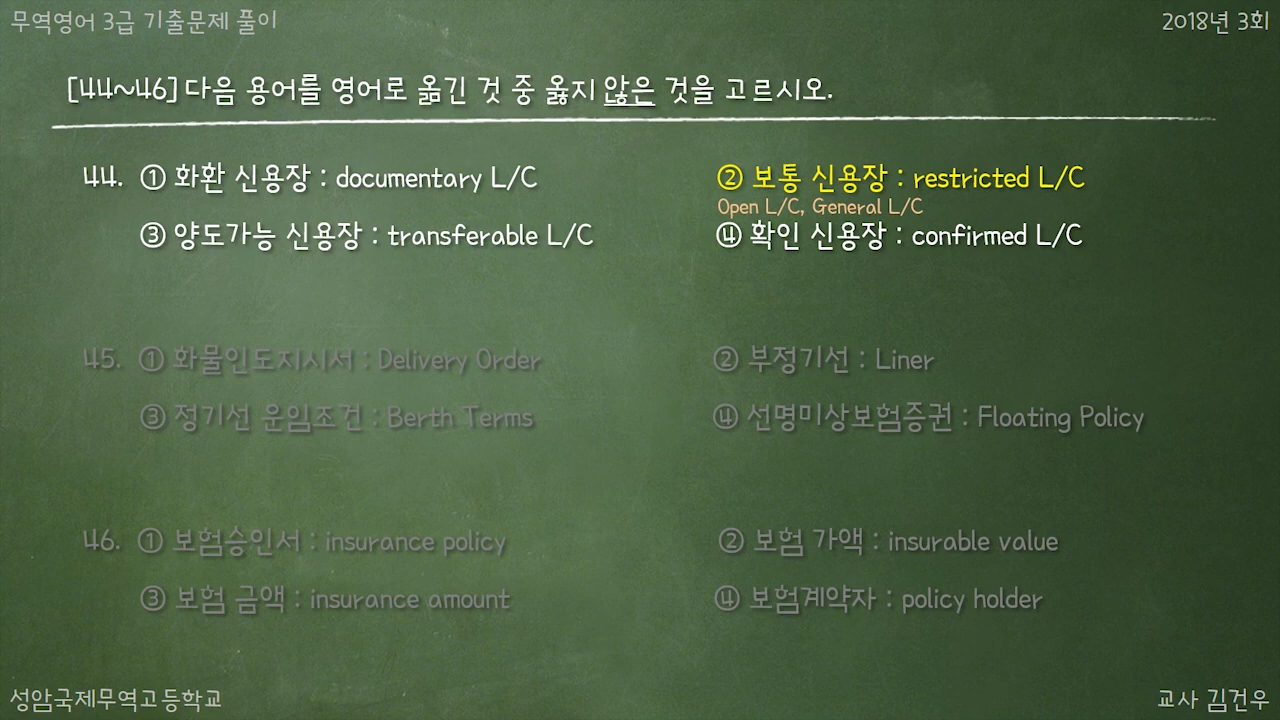 무역영어 3급 기출문제 풀이
2018년 3회
[44~46] 다음 용어를 영어로 옮긴 것 중 옳지 않은 것을 고르시오.
44. ① 화환 신용장 : documentary L/C
② 보통 신용장 : restricted L/C
Open L/C, General L/C
③ 양도가능 신용장 : transferable L/C
④ 확인 신용장 : confirmed L/C
45. ① 화물인도지시서 : Delivery Order
② 부정기선 : Liner
③ 정기선 운임조건 : Berth Terms
④ 선명미상보험증권 : Floating Policy
46. ① 보험승인서 : insurance policy
② 보험 가액 : insurable value
③ 보험 금액 : insurance amount
④ 보험계약자 : policy holder
성암국제무역고등학교
교사 김건우